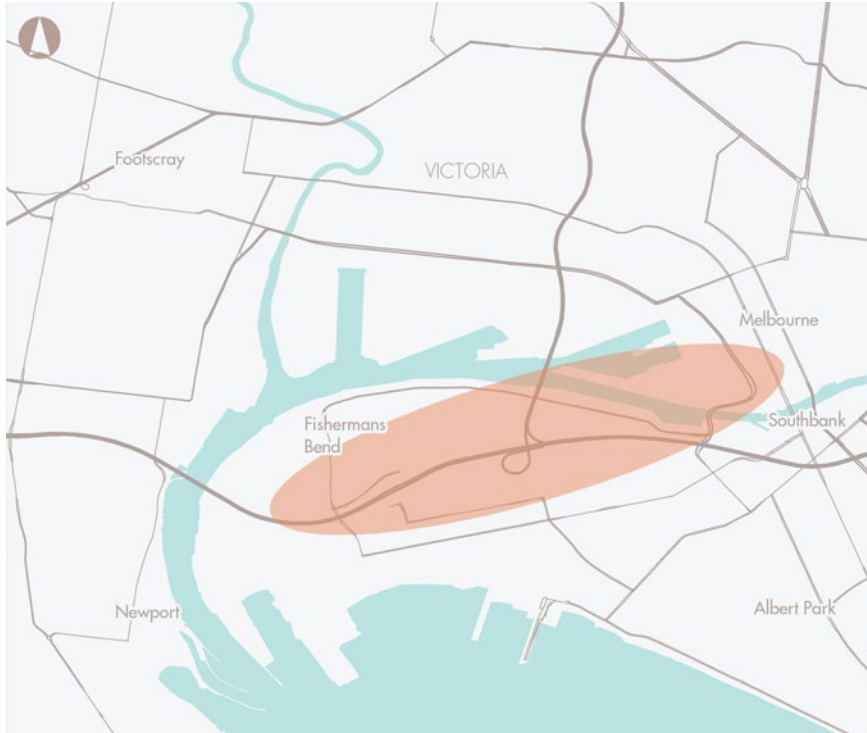 Footscray
VICTORIA
Melbourne
Fishermans
Bend
Southbank
Newport
Albert Park